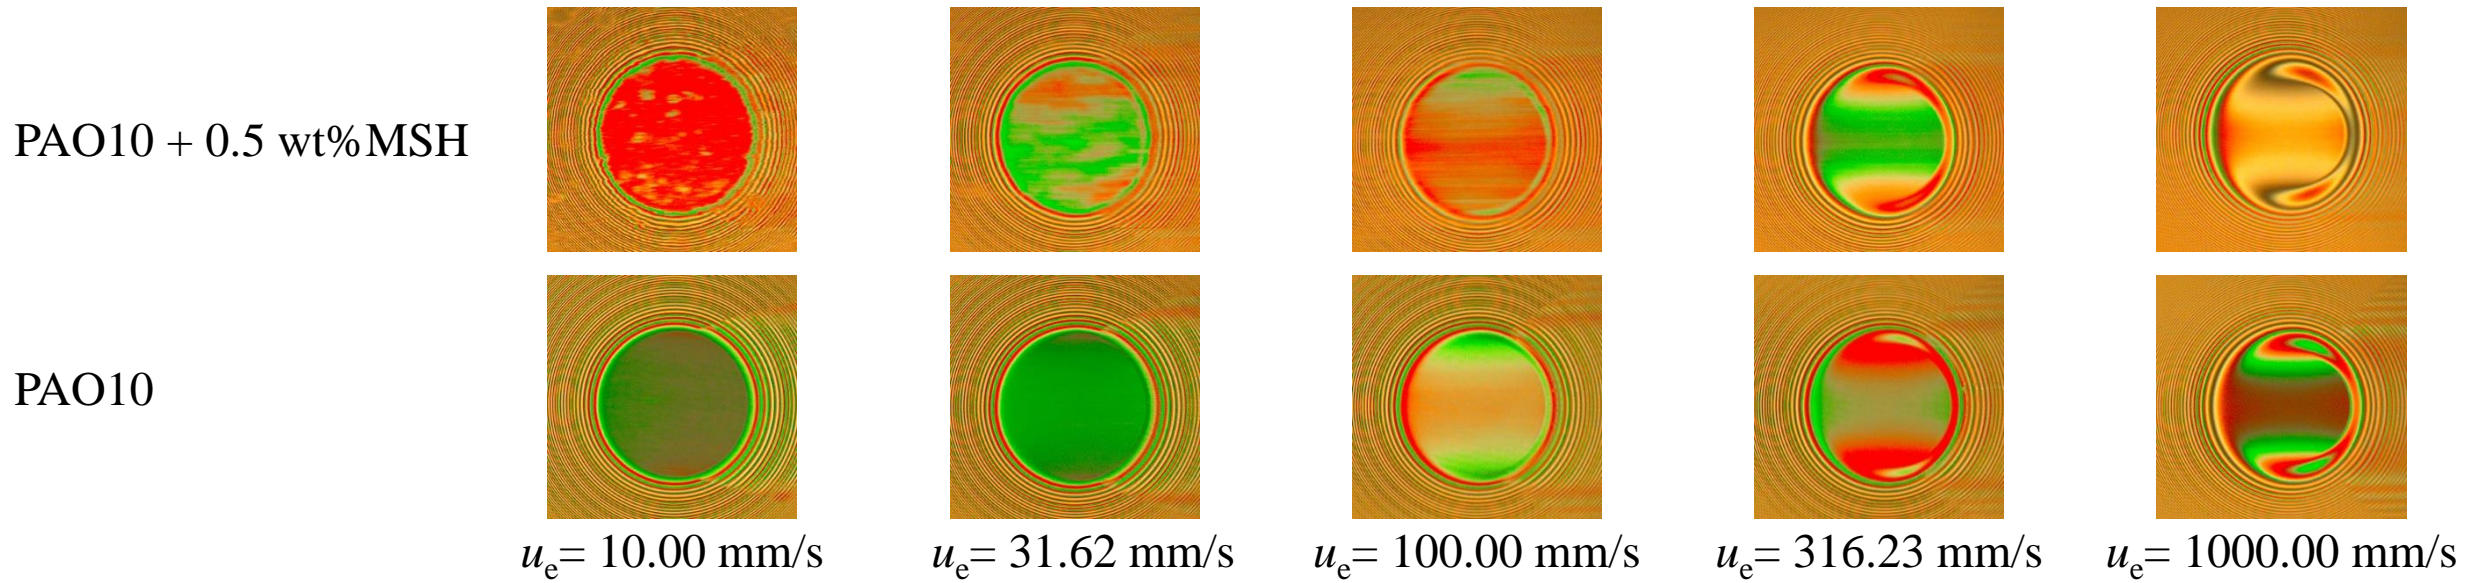 PAO10 + 0.5 wt%MSH
PAO10
uₑ= 10.00 mm/s
uₑ= 31.62 mm/s
uₑ= 100.00 mm/s
uₑ= 316.23 mm/s
uₑ= 1000.00 mm/s